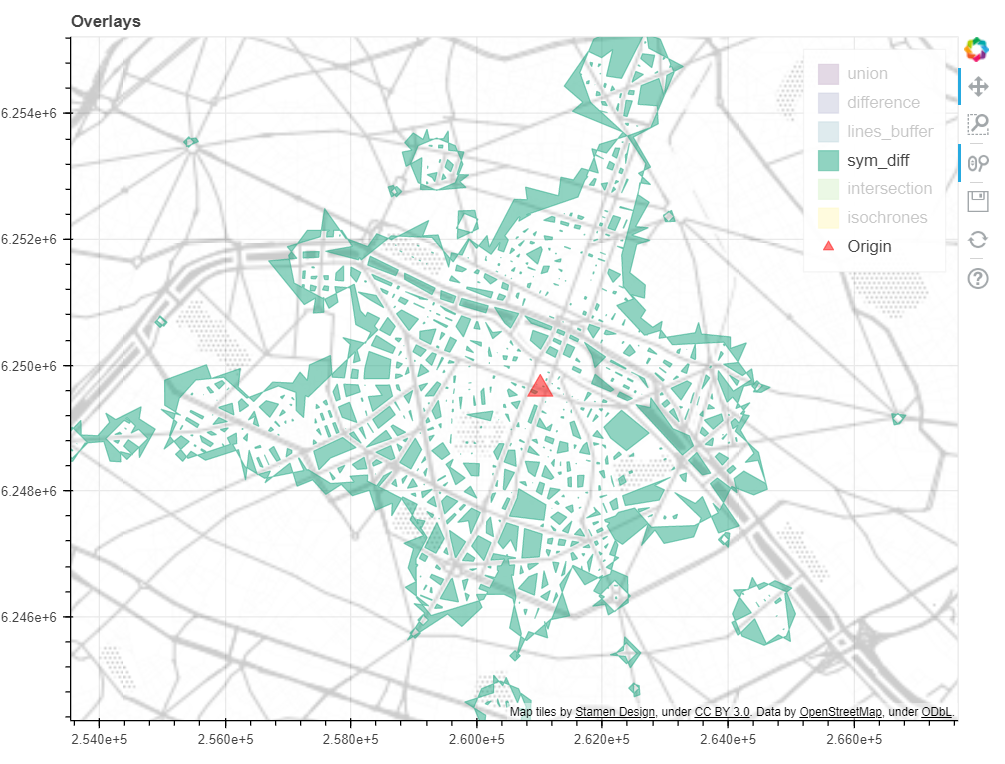 Overlays
6.254e+6
6.252e+6
6.250e+6
6.248e+6
6.246e+6
union
difference
lines_buffer
sym_diff
intersection
isochrones
Origin
Map tiles by Stamen Design, under CC BY 3.0. Data by OpenStreetMap, under ODbL.
2.540e+5 2.560e+5 2.580e+5 2.600e+5 2.620e+5 2.640e+5 2.660e+5